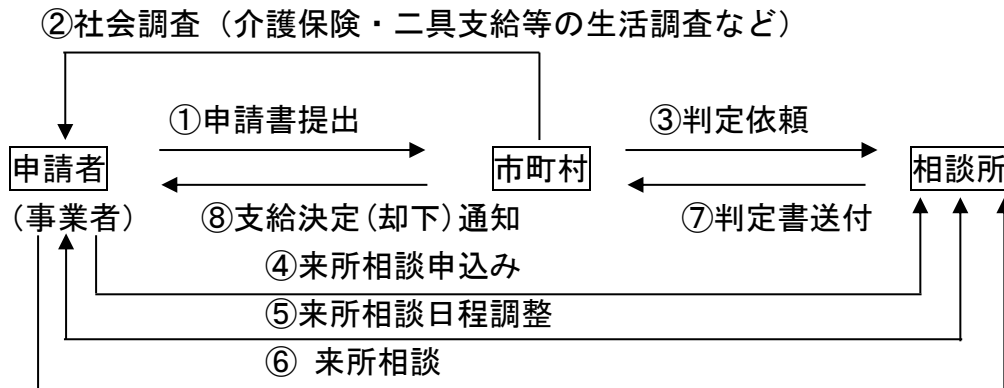 ②社会調査（介護保険・二具支給等の生活調査など）
①申請書提出
③判定依頼
申請者
市町村
相談所
（事業者）
⑧支給決定(却下)通知
⑦判定書送付
④来所相談申込み
⑤来所相談日程調整
⑥ 来所相談